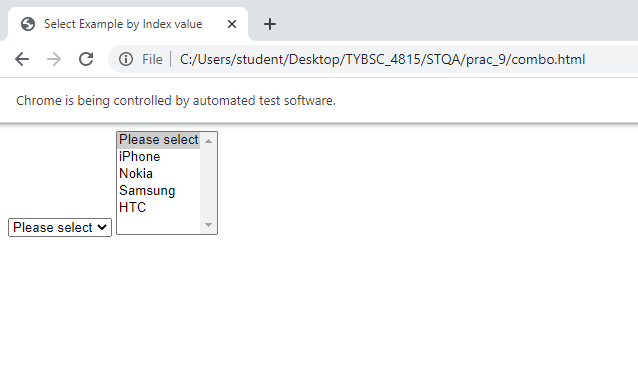 Select Example by Index value
File
C:/Users/student/Desktop/TYBSC_4815/STQA/prac_9/combo.html
Chrome is being controlled by automated test software.
Please select
iPhone
Nokia
Samsung
HTC
Please select